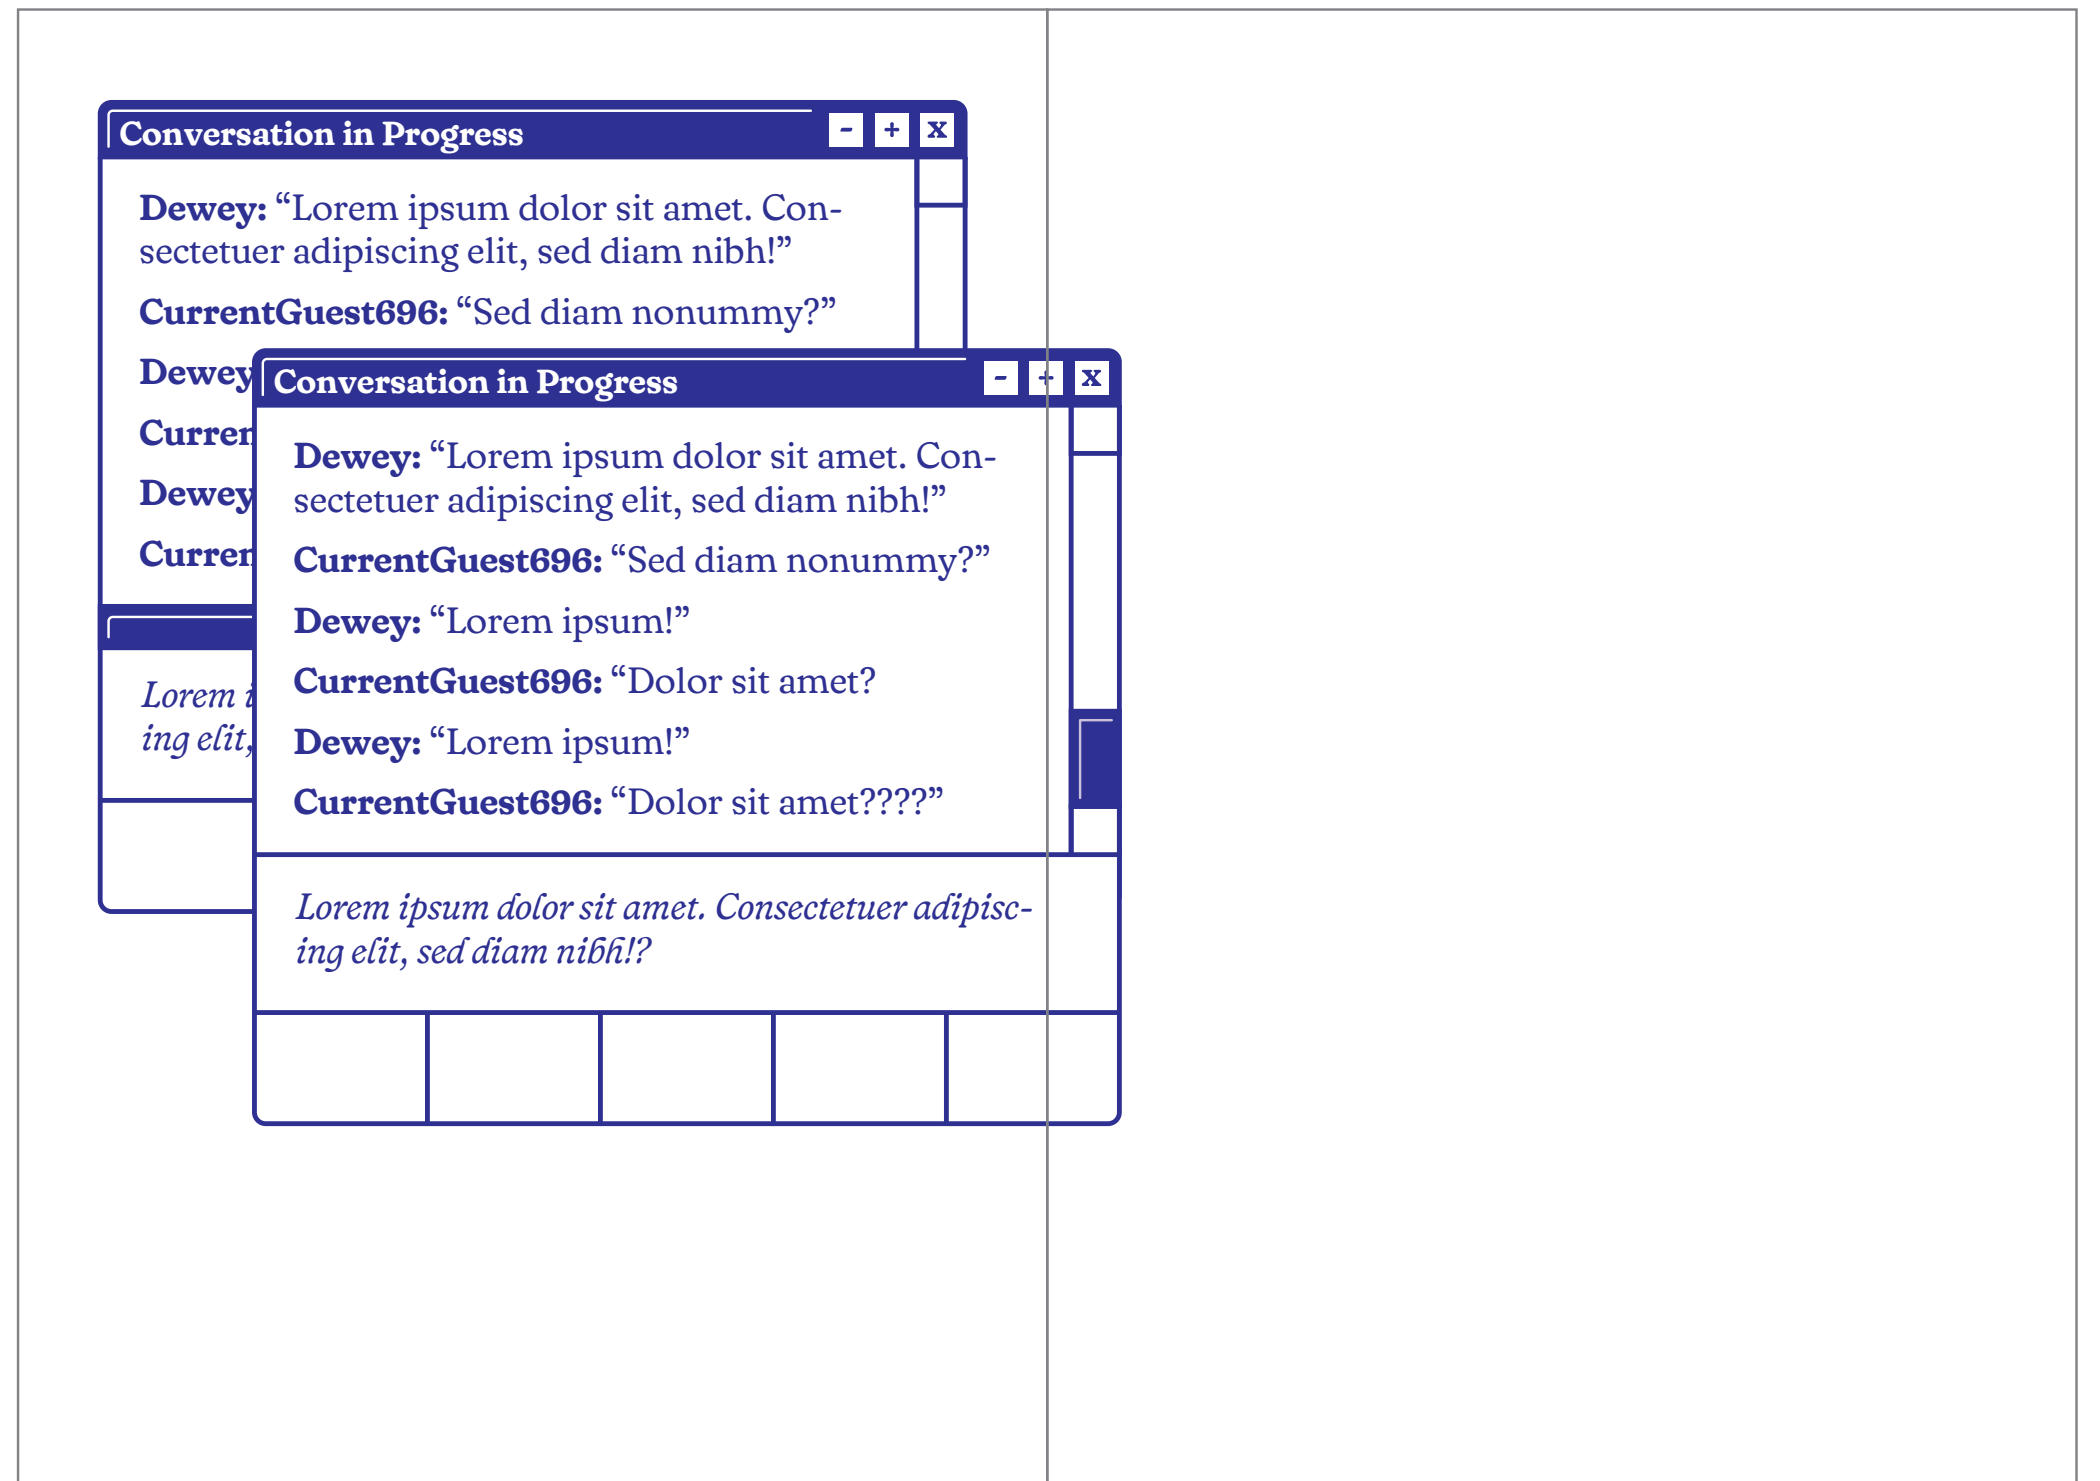 Conversation in Progress
- + x
Dewey: “Lorem ipsum dolor sit amet. Con-
sectetuer adipiscing elit, sed diam nibh!”
CurrentGuest696: “Sed diam nonummy?”
Dewey
Curren
Dewey
Curren
Lorem i
ing elit,
Conversation in Progress
- + x
Dewey: “Lorem ipsum dolor sit amet. Con-
sectetuer adipiscing elit, sed diam nibh!”
CurrentGuest696: “Sed diam nonummy?”
Dewey: “Lorem ipsum!”
CurrentGuest696: “Dolor sit amet?
Dewey: “Lorem ipsum!”
CurrentGuest696: “Dolor sit amet????”
Lorem ipsum dolor sit amet. Consectetuer adipisc-
ing elit, sed diam nibh!?